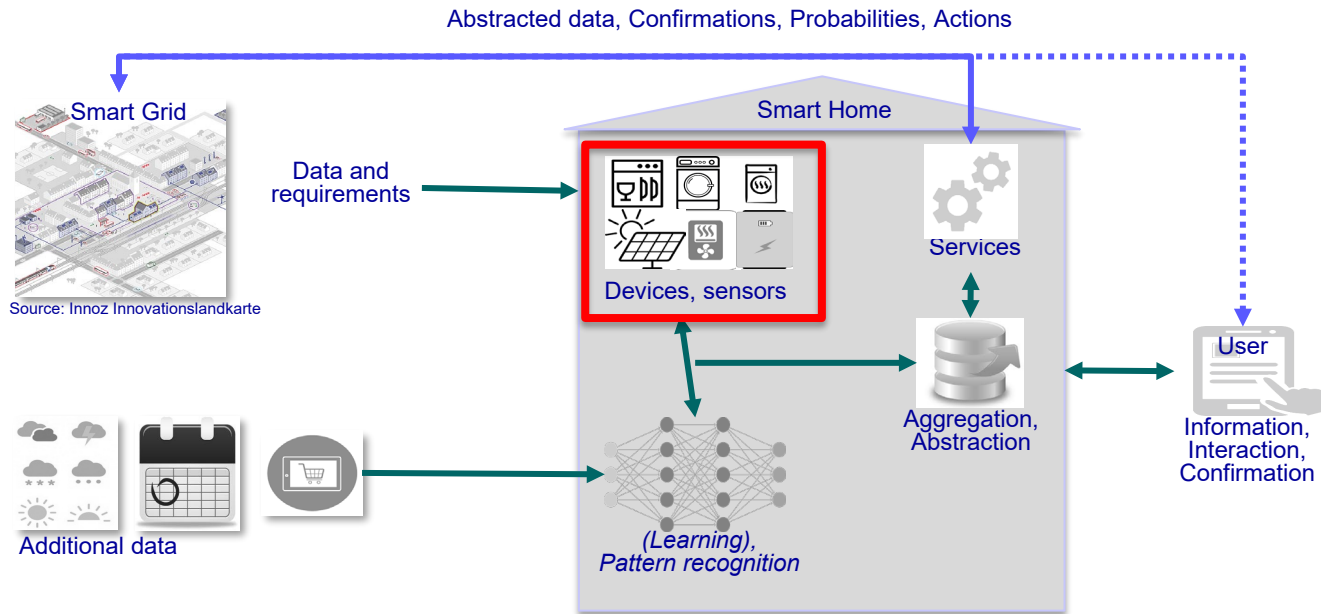 Abstracted data, Confirmations, Probabilities, Actions
Smart Grid
Smart Home
Data and
requirements
Services
Devices, sensors
Source: Innoz Innovationslandkarte
User
Aggregation,
Abstraction
Information,
Interaction,
Confirmation
(Learning),
Pattern recognition
Additional data